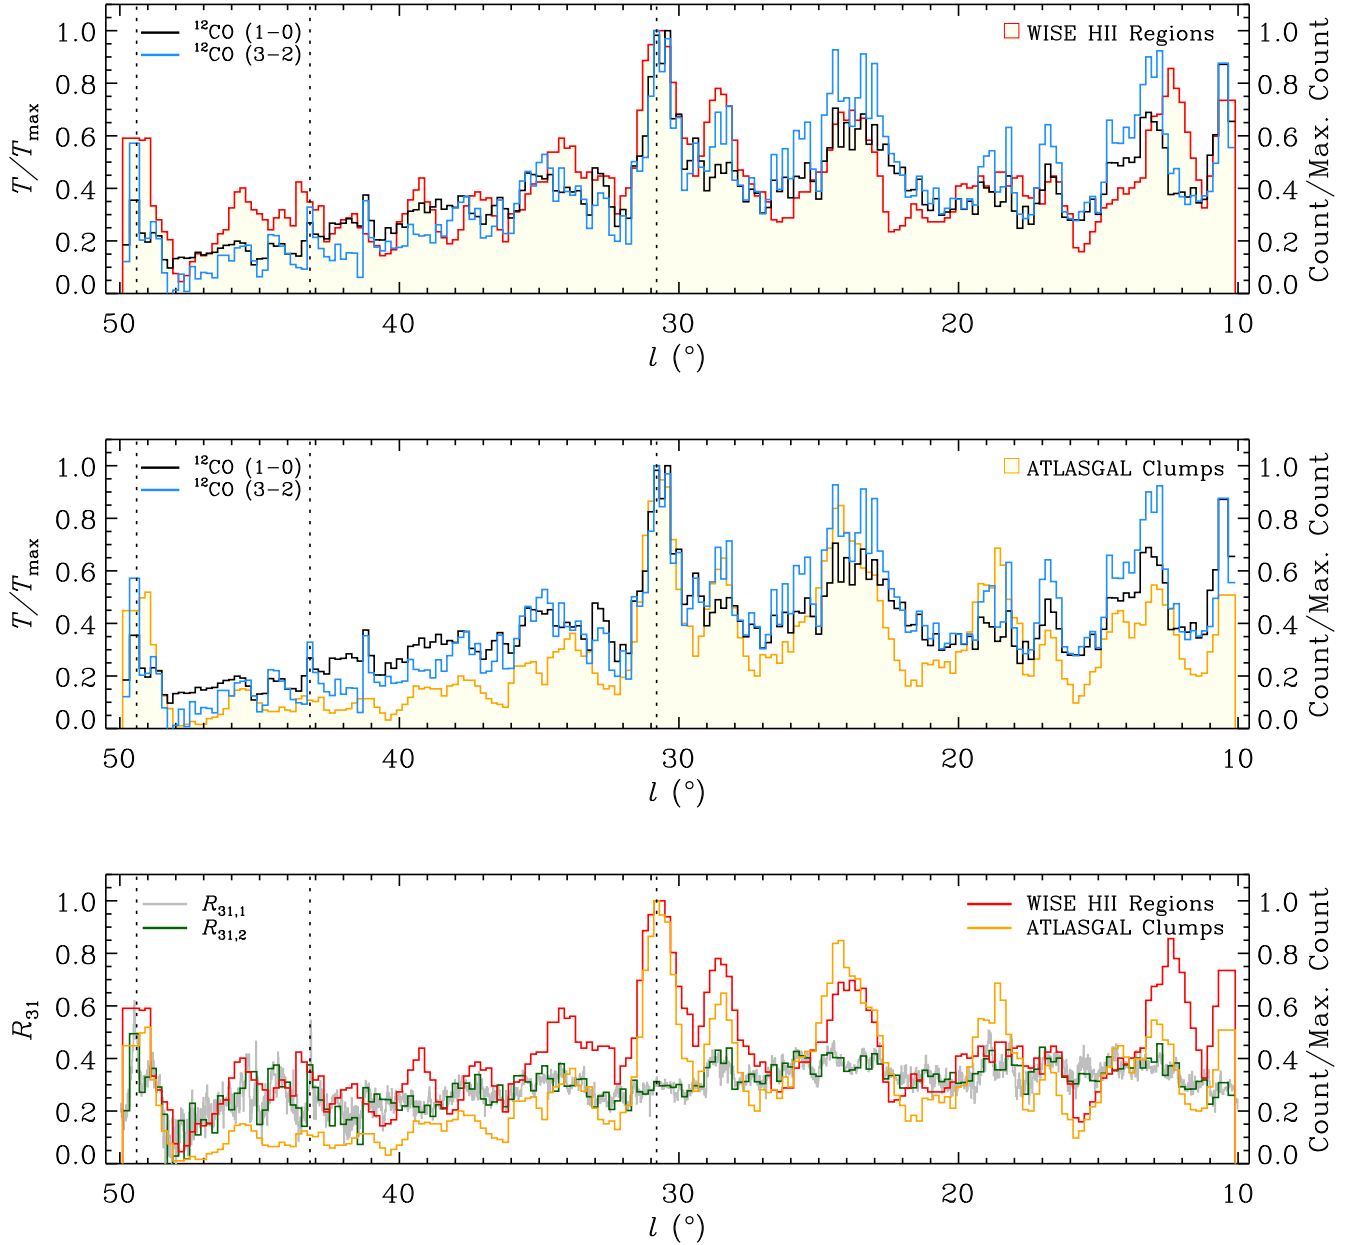 ¹²CO (1−0)
¹²CO (3−2)
WISE HII Regions
1.0
0.8
0.6
0.4
0.2
0.0
T/Tmax
1.0
0.8
0.6
0.4
0.2
0.0
Count/Max. Count
50
40
30
20
10
l (°)
¹²CO (1−0)
¹²CO (3−2)
ATLASGAL Clumps
1.0
0.8
0.6
0.4
0.2
0.0
T/Tmax
1.0
0.8
0.6
0.4
0.2
0.0
Count/Max. Count
50
40
30
20
10
l (°)
R31,1
R31,2
WISE HII Regions
ATLASGAL Clumps
1.0
0.8
0.6
0.4
0.2
0.0
R31
1.0
0.8
0.6
0.4
0.2
0.0
Count/Max. Count
50
40
30
20
10
l (°)